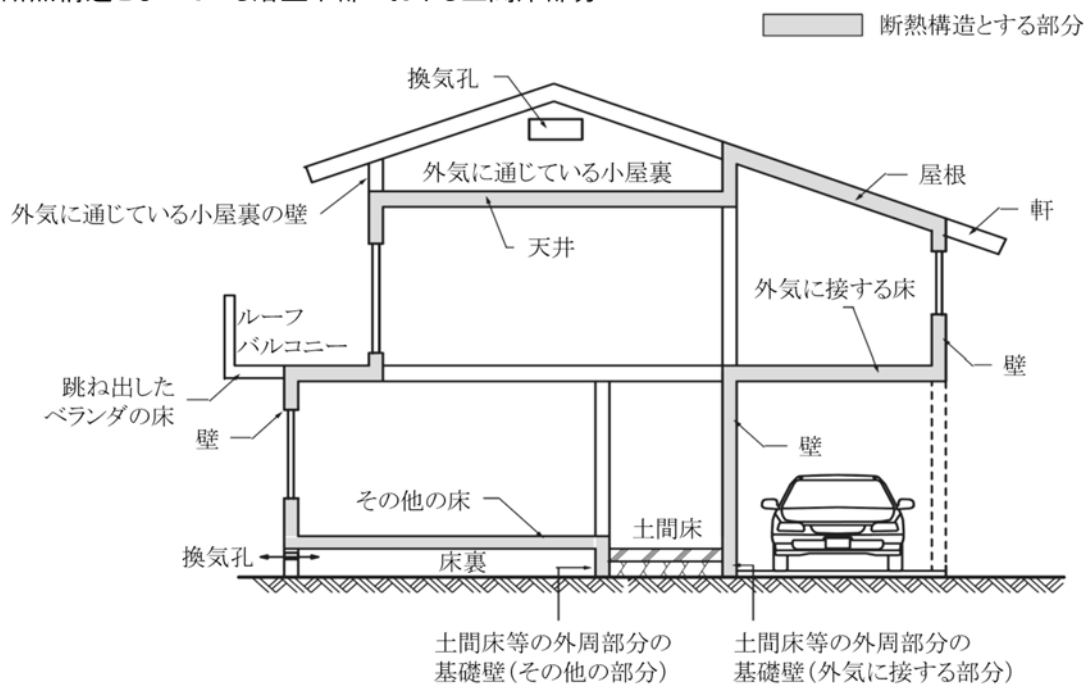 断熱構造とする部分
換気孔
外気に通じている小屋裏
屋根
外気に通じている小屋裏の壁
軒
天井
外気に接する床
ルーフ
バルコニー
壁
跳ね出した
ベランダの床
壁
壁
その他の床
土間床
換気孔
床裏
土間床等の外周部分の
基礎壁(その他の部分)
土間床等の外周部分の
基礎壁(外気に接する部分)